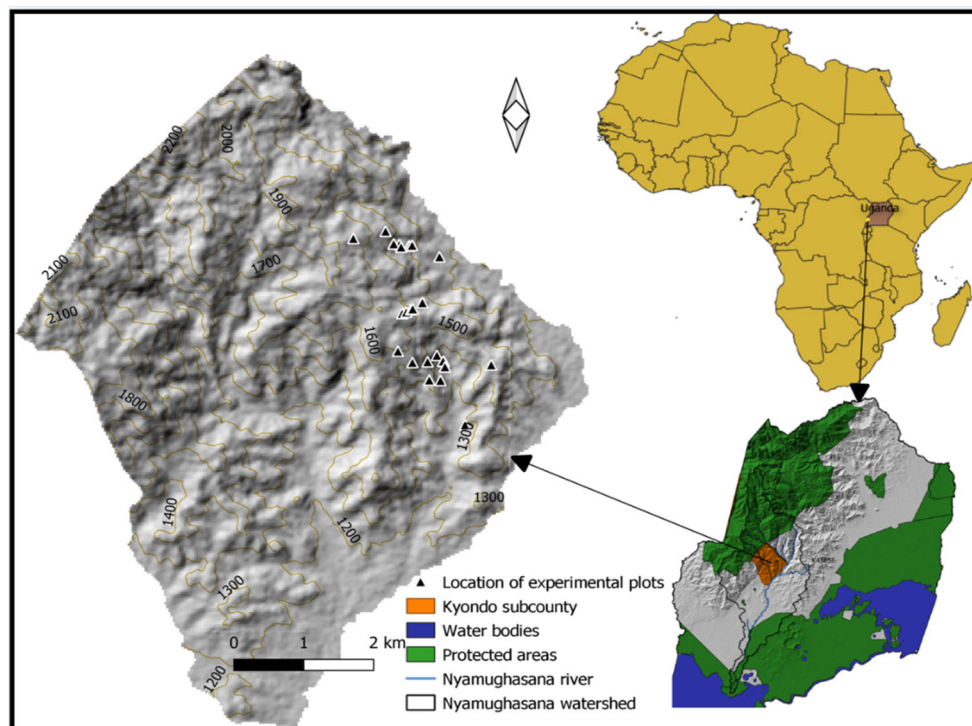 2200
2000
1900
2100
1700
2100
1500
1600
1800
1300
1400
1300
1200
1300
1200
0 1 2 km
Location of experimental plots
Kyondo subcounty
Water bodies
Protected areas
Nyamughasana river
Nyamughasana watershed
Uganda